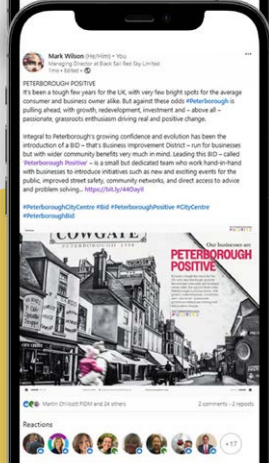 Mark Wilson (He/Him) • You
Managing Director at Black Sail Red Sky Limited
1mo • Edited •
PETERBOROUGH POSITIVE
It's been a tough few years for the UK, with very few bright spots for the average
consumer and business owner alike. But against these odds #Peterborough is
pulling ahead, with growth, redevelopment, investment and – above all –
passionate, grassroots enthusiasm driving real and positive change.
Integral to Peterborough's growing confidence and evolution has been the
introduction of a BID – that's Business Improvement District – run for businesses
but with wider community benefits very much in mind. Leading this BID – called
'Peterborough Positive' – is a small but dedicated team who work hand-in-hand
with businesses to introduce initiatives such as new and exciting events for the
public, improved street safety, community networks, and direct access to advice
and problem solving...
#PeterboroughCityCentre #Bid #PeterboroughPositive #CityCentre
#PeterboroughBid
COWGATE
PETERBOROUGH 1908
Our businesses are
PETERBOROUGH
POSITIVE
Martin Chillcott FIDM and 24 others
2 comments • 2 reposts
Reactions
+17